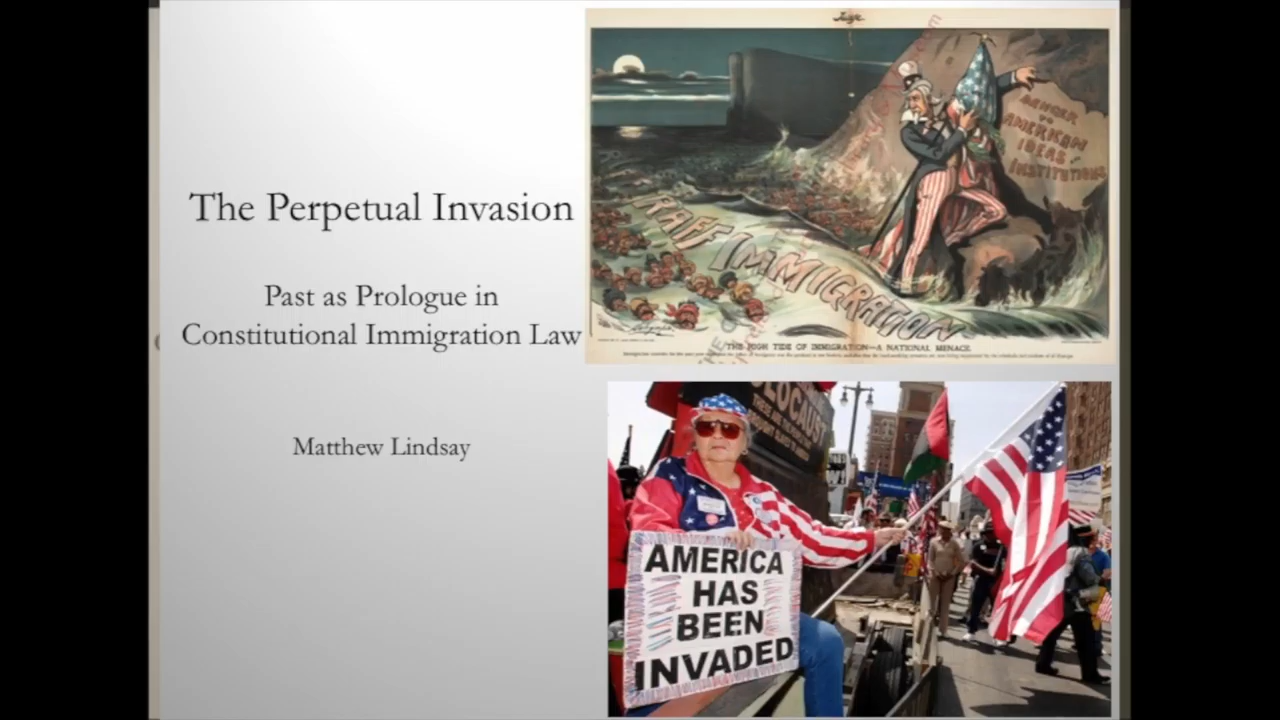 The Perpetual Invasion
Past as Prologue in
Constitutional Immigration Law
Matthew Lindsay
Judge
DANGER
TO
AMERICAN
IDEAS &
INSTITUTIONS
RIFF RAFF IMMIGRATION
THE HIGH TIDE OF IMMIGRATION—A NATIONAL MENACE.
AMERICA
HAS
BEEN
INVADED